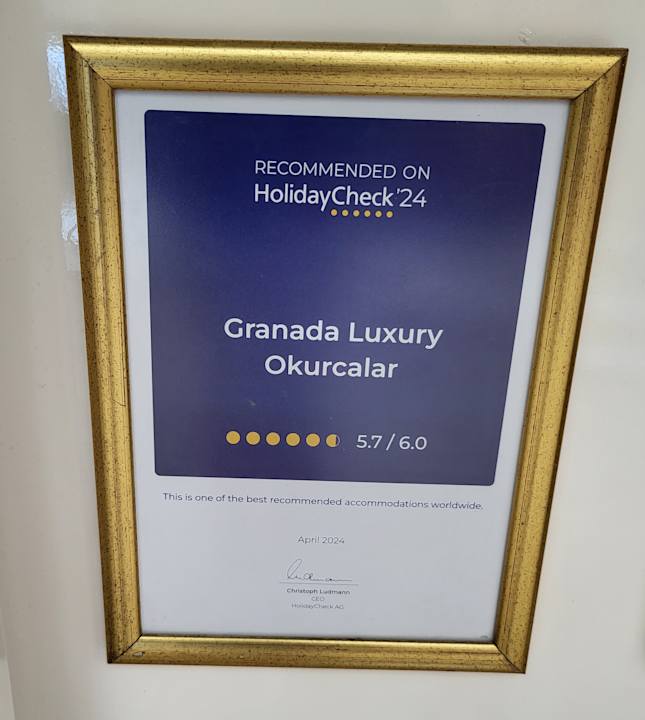 RECOMMENDED ON
HolidayCheck '24
Granada Luxury
Okurcalar
5.7 / 6.0
This is one of the best recommended accommodations worldwide.
April 2024
Christoph Ludmann
CEO
HolidayCheck AG